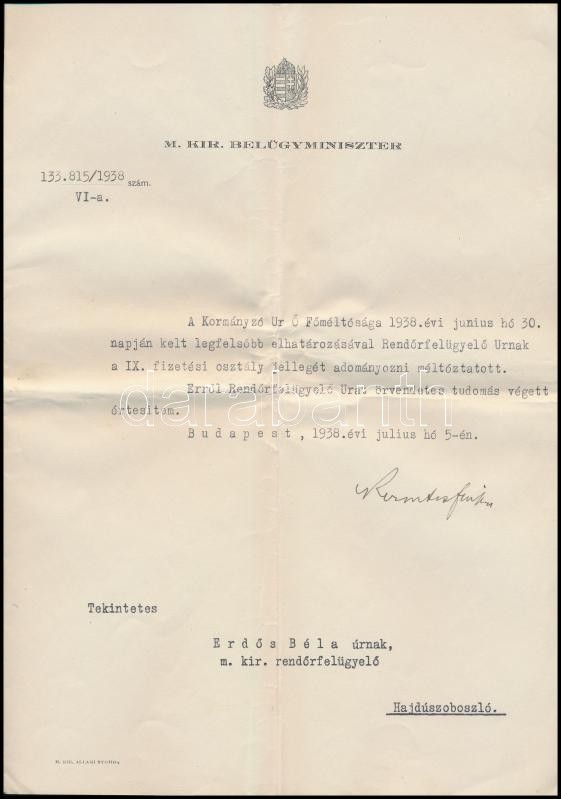 M. KIR. BELÜGYMINISZTER
133.815/1938 szám.
VI-a.
A Kormányzó Ur Ő Főméltósága 1938.évi junius hó 30.
napján kelt legfelsőbb elhatározásával Rendőrfelügyelő Urnak
a IX. fizetési osztály jellegét adományozni méltóztatott.
Erről Rendőrfelügyelő Urat örvendetes tudomás végett
értesitem.
Budapest, 1938.évi julius hó 5-én.
darabanth
Tekintetes
Erdős Béla úrnak,
m. kir. rendőrfelügyelő
Hajdúszoboszló.
M. KIR. ÁLLAMI NYOMDA